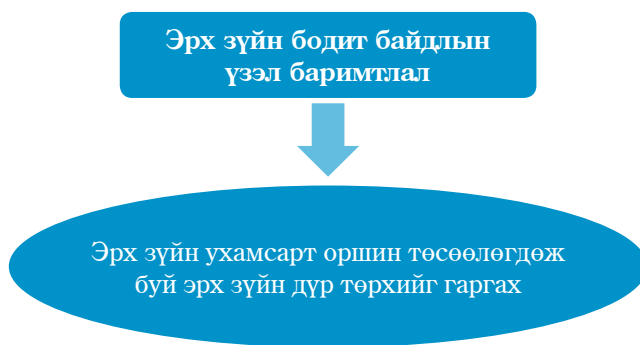 Эрх зүйн бодит байдлын
үзэл баримтлал
Эрх зүйн ухамсарт оршин төсөөлөгдөж
буй эрх зүйн дүр төрхийг гаргах